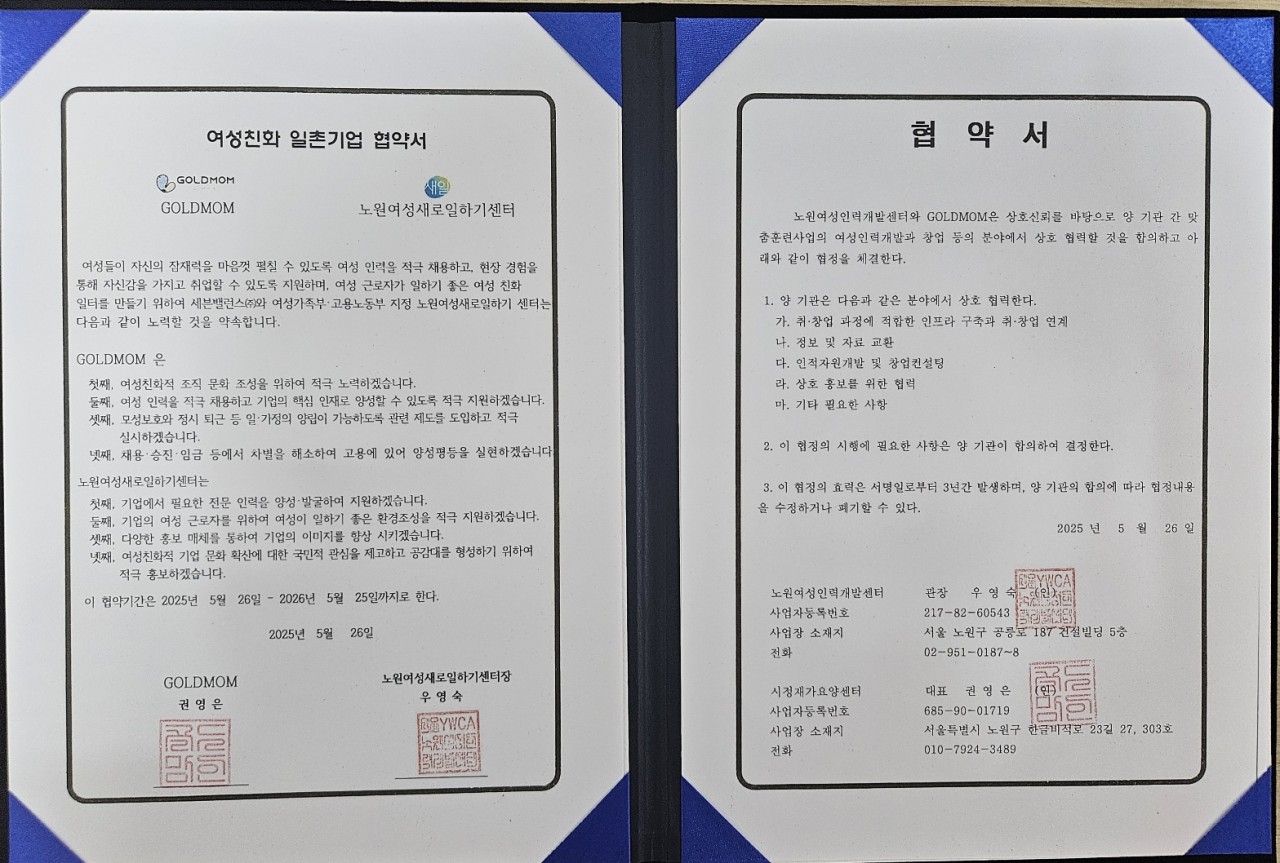 여성친화 일촌기업 협약서
GOLDMOM
새일
GOLDMOM
노원여성새로일하기센터
여성들이 자신의 잠재력을 마음껏 펼칠 수 있도록 여성 인력을 적극 채용하고, 현장 경험을
통해 자신감을 가지고 취업할 수 있도록 지원하며, 여성 근로자가 일하기 좋은 여성 친화
일터를 만들기 위하여 세븐밸런스㈜와 여성가족부·고용노동부 지정 노원여성새로일하기 센터는
다음과 같이 노력할 것을 약속합니다.
GOLDMOM 은
첫째, 여성친화적 조직 문화 조성을 위하여 적극 노력하겠습니다.
둘째, 여성 인력을 적극 채용하고 기업의 핵심 인재로 양성할 수 있도록 적극 지원하겠습니다.
셋째, 모성보호와 정시 퇴근 등 일·가정의 양립이 가능하도록 관련 제도를 도입하고 적극
실시하겠습니다.
넷째, 채용·승진·임금 등에서 차별을 해소하여 고용에 있어 양성평등을 실현하겠습니다.
노원여성새로일하기센터는
첫째, 기업에서 필요한 전문 인력을 양성·발굴하여 지원하겠습니다.
둘째, 기업의 여성 근로자를 위하여 여성이 일하기 좋은 환경조성을 적극 지원하겠습니다.
셋째, 다양한 홍보 매체를 통하여 기업의 이미지를 향상 시키겠습니다.
넷째, 여성친화적 기업 문화 확산에 대한 국민적 관심을 제고하고 공감대를 형성하기 위하여
적극 홍보하겠습니다.
이 협약기간은 2025년 5월 26일 - 2026년 5월 25일까지로 한다.
2025년 5월 26일
GOLDMOM
권 영 은
노원여성새로일하기센터장
우 영 숙
YWCA
협 약 서
노원여성인력개발센터와 GOLDMOM은 상호신뢰를 바탕으로 양 기관 간 맞
춤훈련사업의 여성인력개발과 창업 등의 분야에서 상호 협력할 것을 합의하고 아
래와 같이 협정을 체결한다.
1. 양 기관은 다음과 같은 분야에서 상호 협력한다.
가. 취·창업 과정에 적합한 인프라 구축과 취·창업 연계
나. 정보 및 자료 교환
다. 인적자원개발 및 창업컨설팅
라. 상호 홍보를 위한 협력
마. 기타 필요한 사항
2. 이 협정의 시행에 필요한 사항은 양 기관이 합의하여 결정한다.
3. 이 협정의 효력은 서명일로부터 3년간 발생하며, 양 기관의 합의에 따라 협정내용
을 수정하거나 폐기할 수 있다.
2025 년 5 월 26 일
노원여성인력개발센터 관장 우 영 숙 (인)
YWCA
사업자등록번호 217-82-60543
사업장 소재지 서울 노원구 공릉로 187 건설빌딩 5층
전화 02-951-0187~8
시정재가요양센터 대표 권 영 은 (인)
사업자등록번호 685-90-01719
사업장 소재지 서울특별시 노원구 한글비석로 23길 27, 303호
전화 010-7924-3489